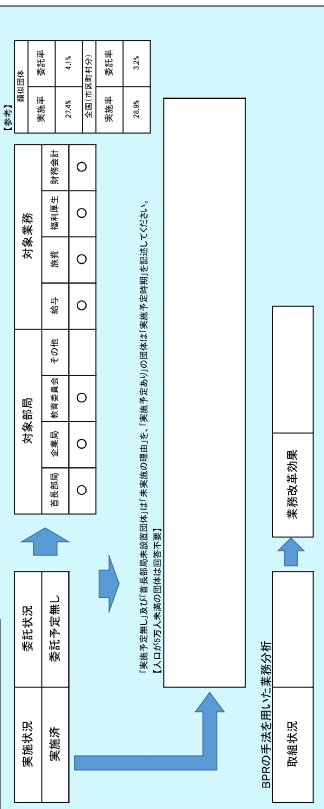 実施状況 委託状況
実施済 委託予定無し
対象部局 対象業務
首長部局 企業局 教育委員会 その他 給与 旅費 福利厚生 財務会計
○ ○ ○ ○ ○ ○ ○
【参考】
類似団体
実施率 委託率
27.4% 4.1%
全国(市区町村分)
実施率 委託率
28.9% 3.2%
「実施予定無し」及び「首長部局未設置団体」は「未実施の理由」を、「実施予定あり」の団体は「実施予定時期」を記述してください。
【人口が5万人未満の団体は回答不要】
BPRの手法を用いた業務分析
取組状況
業務改革効果